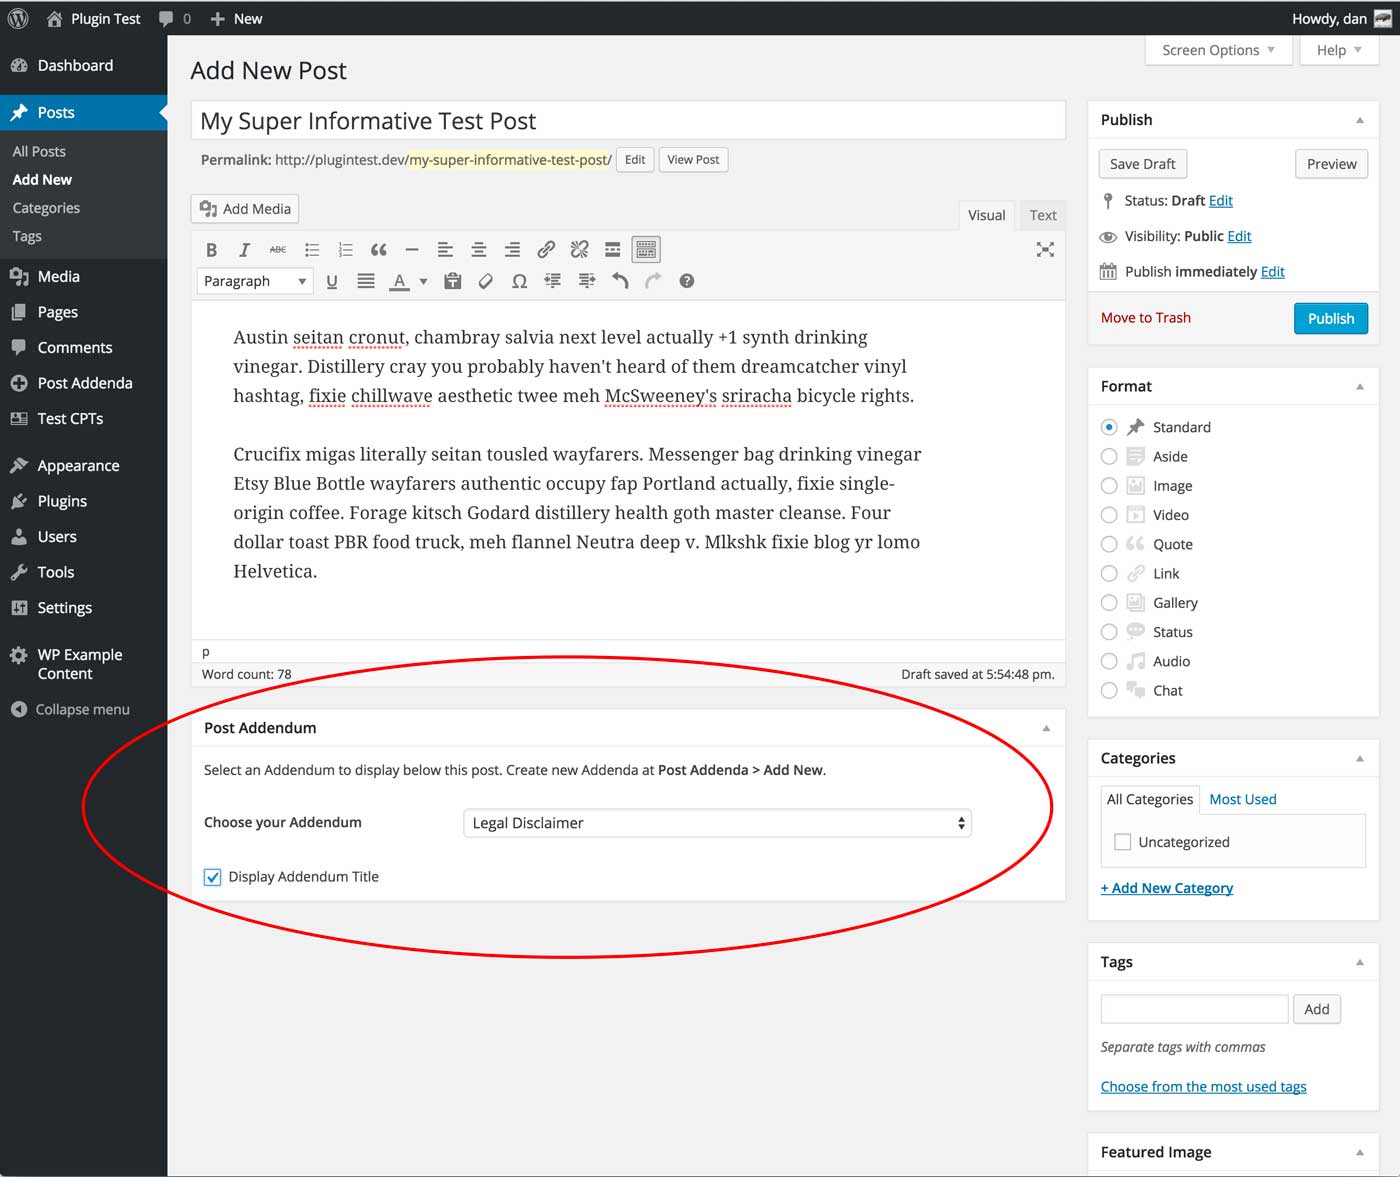 Plugin Test
0
New
Howdy, dan
Dashboard
Posts
All Posts
Add New
Categories
Tags
Media
Pages
Comments
Post Addenda
Test CPTs
Appearance
Plugins
Users
Tools
Settings
WP Example
Content
Collapse menu
Screen Options
Help
Add New Post
My Super Informative Test Post
Permalink: http://plugintest.dev/my-super-informative-test-post/ Edit View Post
Add Media
Visual
Text
B I ABC
Paragraph U A Ω ?
Austin seitan cronut, chambray salvia next level actually +1 synth drinking
vinegar. Distillery cray you probably haven't heard of them dreamcatcher vinyl
hashtag, fixie chillwave aesthetic twee meh McSweeney's sriracha bicycle rights.
Crucifix migas literally seitan tousled wayfarers. Messenger bag drinking vinegar
Etsy Blue Bottle wayfarers authentic occupy fap Portland actually, fixie single-
origin coffee. Forage kitsch Godard distillery health goth master cleanse. Four
dollar toast PBR food truck, meh flannel Neutra deep v. Mlkshk fixie blog yr lomo
Helvetica.
p
Word count: 78
Draft saved at 5:54:48 pm.
Post Addendum
Select an Addendum to display below this post. Create new Addenda at Post Addenda > Add New.
Choose your Addendum
Legal Disclaimer
Display Addendum Title
Publish
Save Draft
Preview
Status: Draft Edit
Visibility: Public Edit
Publish immediately Edit
Move to Trash
Publish
Format
Standard
Aside
Image
Video
Quote
Link
Gallery
Status
Audio
Chat
Categories
All Categories
Most Used
Uncategorized
+ Add New Category
Tags
Add
Separate tags with commas
Choose from the most used tags
Featured Image